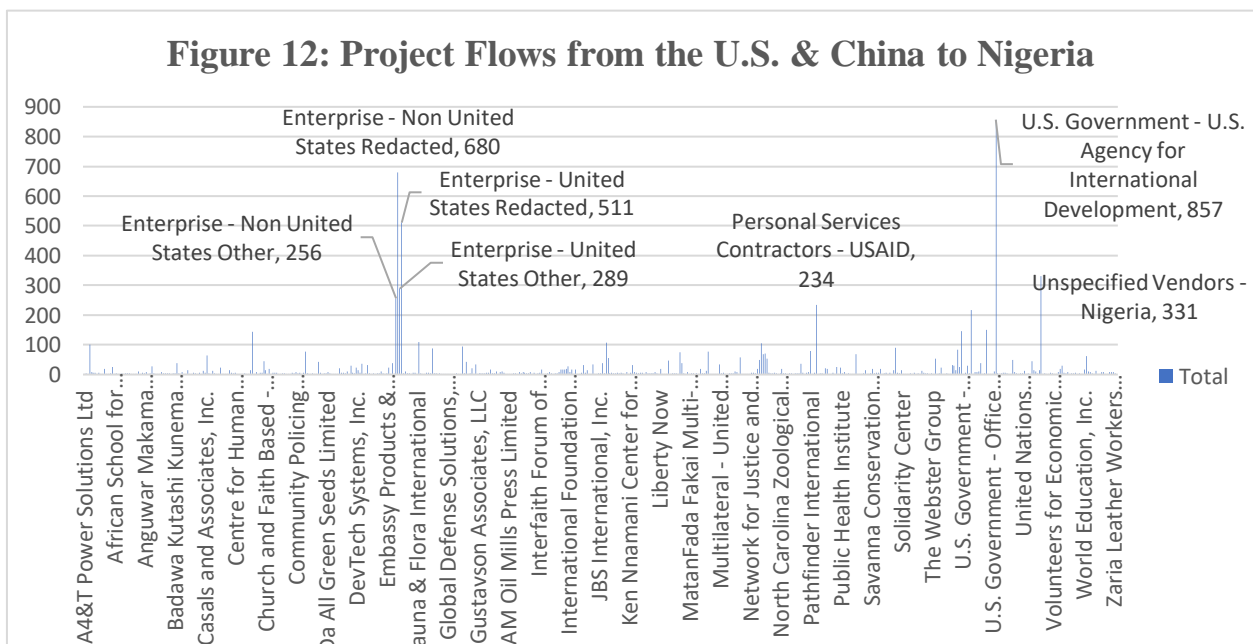 Figure 12: Project Flows from the U.S. & China to Nigeria
900
800
700
600
500
400
300
200
100
0
Enterprise - Non United
States Redacted, 680
Enterprise - United
States Redacted, 511
Enterprise - Non United
States Other, 256
Enterprise - United
States Other, 289
Personal Services
Contractors - USAID,
234
U.S. Government - U.S.
Agency for
International
Development, 857
Unspecified Vendors -
Nigeria, 331
Total
A4&T Power Solutions Ltd
African School for…
Anguwar Makama…
Badawa Kutashi Kunema…
Casals and Associates, Inc.
Centre for Human…
Church and Faith Based -…
Community Policing…
ba All Green Seeds Limited
DevTech Systems, Inc.
Embassy Products &…
auna & Flora International
Global Defense Solutions,…
Gustavson Associates, LLC
AM Oil Mills Press Limited
Interfaith Forum of…
International Foundation…
JBS International, Inc.
Ken Nnamani Center for…
Liberty Now
MatanFada Fakai Multi-…
Multilateral - United…
Network for Justice and…
North Carolina Zoological…
Pathfinder International
Public Health Institute
Savanna Conservation…
Solidarity Center
The Webster Group
U.S. Government -…
U.S. Government - Office…
United Nations…
Volunteers for Economic…
World Education, Inc.
Zaria Leather Workers…